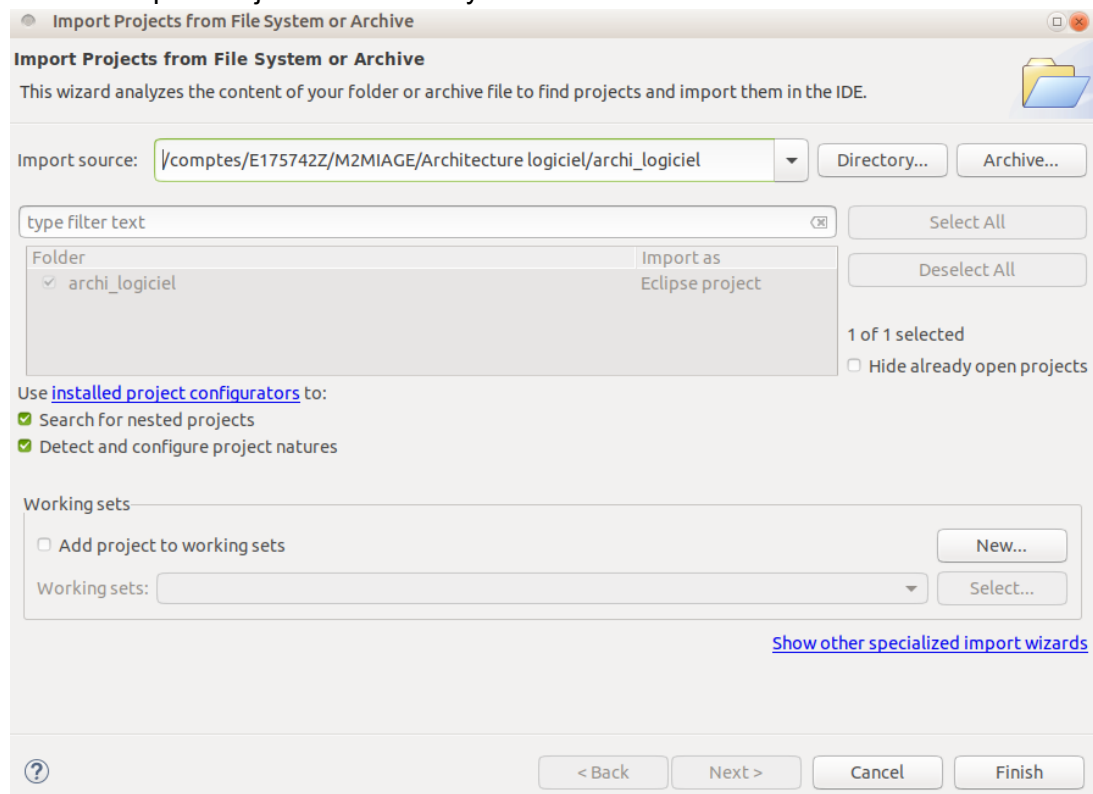 Import Projects from File System or Archive
Import Projects from File System or Archive
This wizard analyzes the content of your folder or archive file to find projects and import them in the IDE.
Import source: /comptes/E175742Z/M2MIAGE/Architecture logiciel/archi_logiciel Directory... Archive...
type filter text Select All
Folder Import as
Deselect All
archi_logiciel Eclipse project
1 of 1 selected
Hide already open projects
Use installed project configurators to:
Search for nested projects
Detect and configure project natures
Working sets
Add project to working sets New...
Working sets: Select...
Show other specialized import wizards
? < Back Next > Cancel Finish